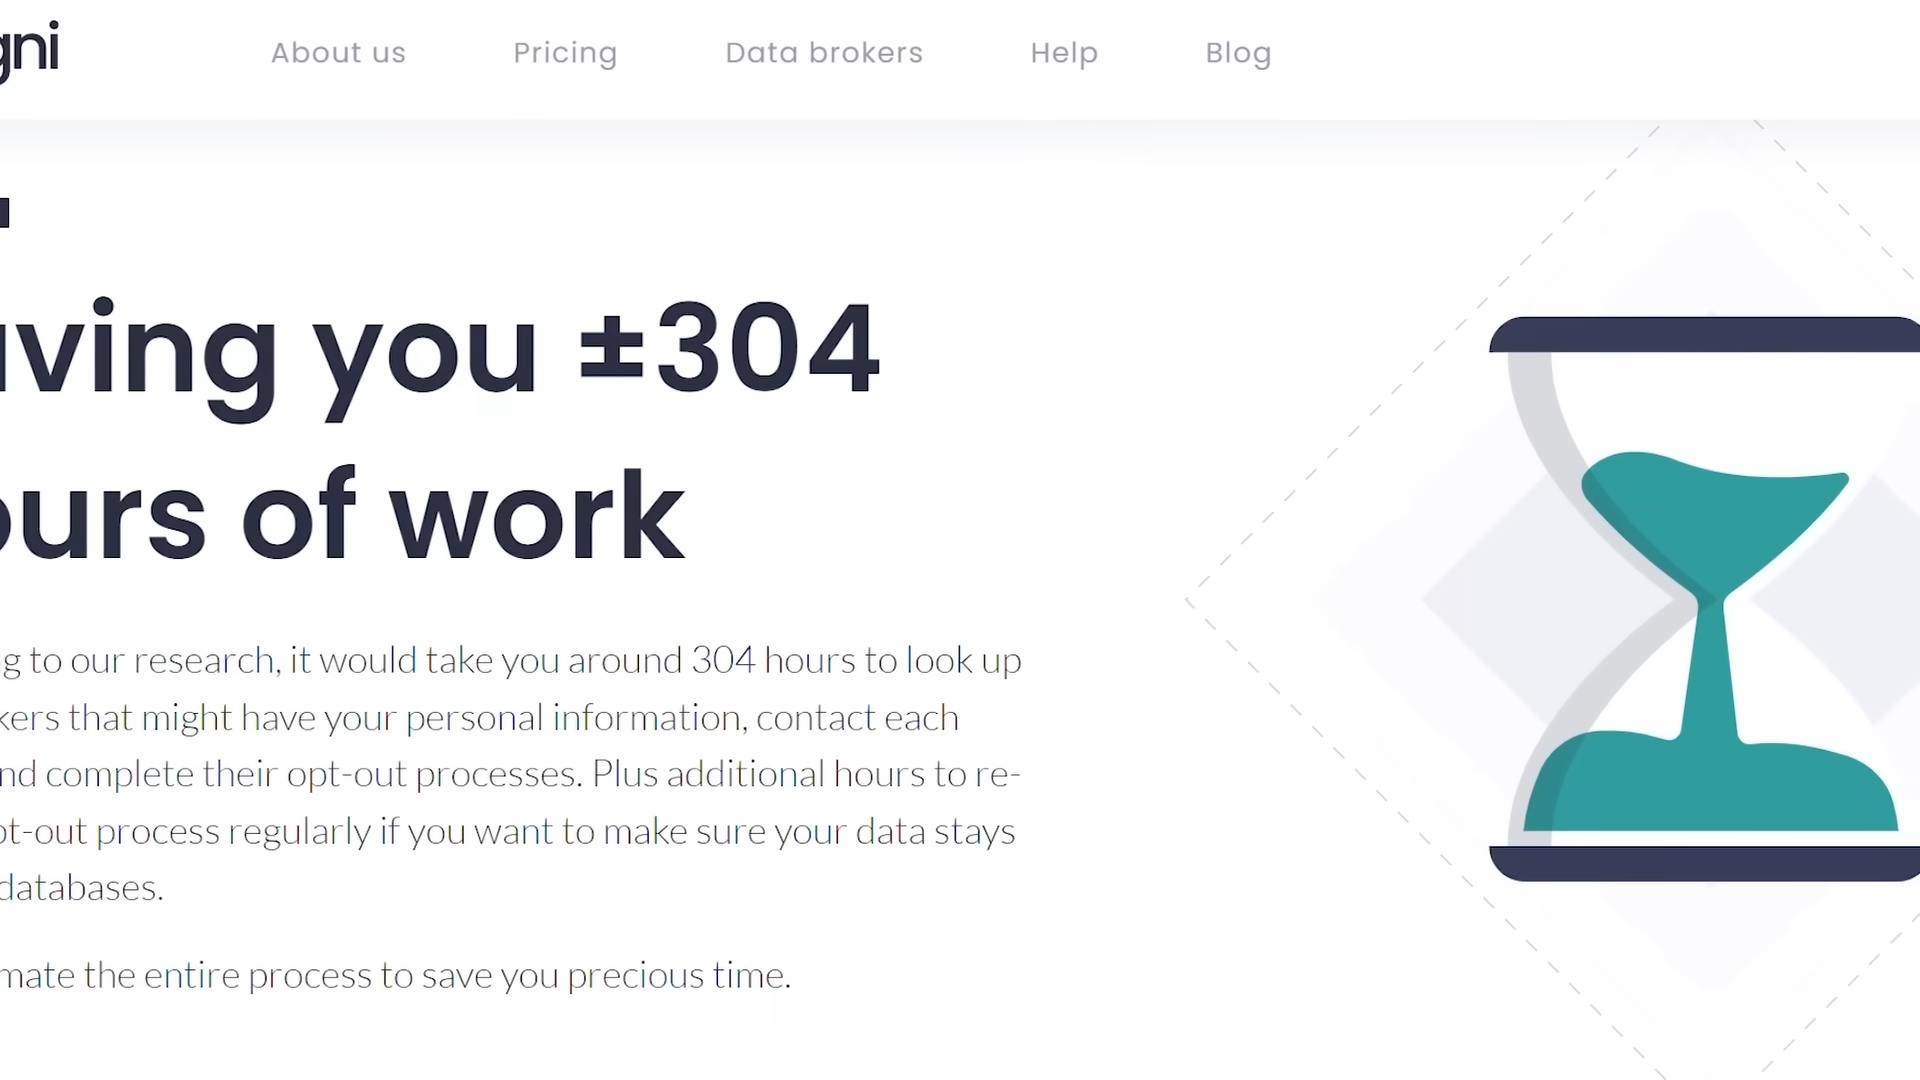 gni
About us
Pricing
Data brokers
Help
Blog
ving you ±304
ours of work
g to our research, it would take you around 304 hours to look up
kers that might have your personal information, contact each
nd complete their opt-out processes. Plus additional hours to re-
pt-out process regularly if you want to make sure your data stays
databases.
mate the entire process to save you precious time.